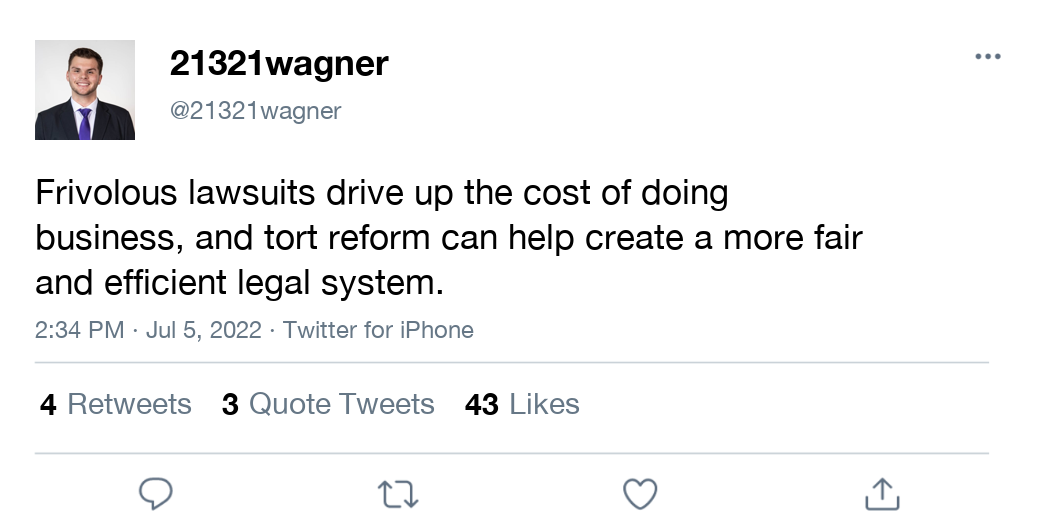 21321wagner
@21321wagner
Frivolous lawsuits drive up the cost of doing
business, and tort reform can help create a more fair
and efficient legal system.
2:34 PM · Jul 5, 2022 · Twitter for iPhone
4 Retweets 3 Quote Tweets 43 Likes